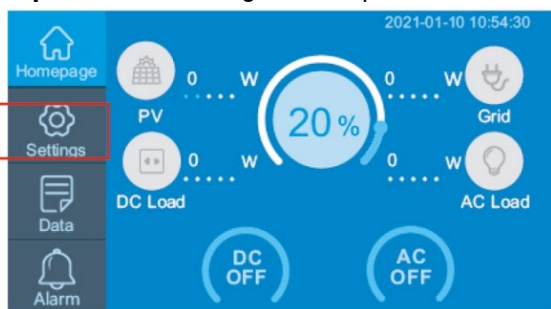 2021-01-10 10:54:30
Homepage
Settings
Data
Alarm
0 W
PV
0 W
DC Load
20%
0 W
Grid
0 W
AC Load
DC
OFF
AC
OFF